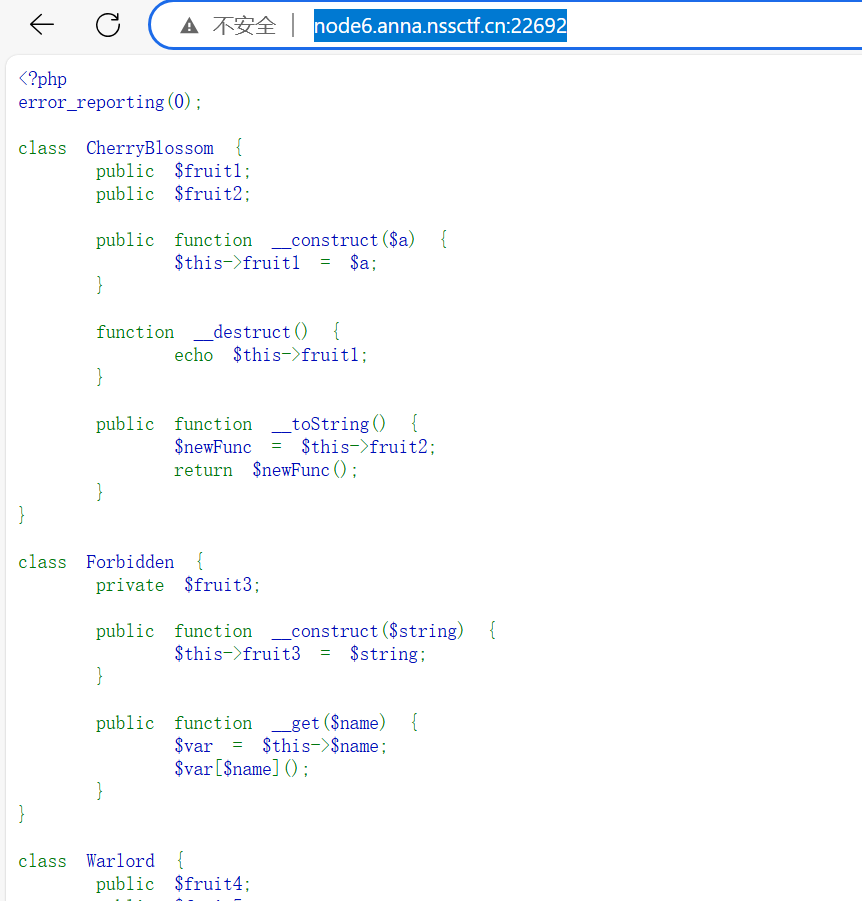 不安全 | node6.anna.nssctf.cn:22692
<?php
error_reporting(0);
class CherryBlossom {
public $fruit1;
public $fruit2;
public function __construct($a) {
$this->fruit1 = $a;
}
function __destruct() {
echo $this->fruit1;
}
public function __toString() {
$newFunc = $this->fruit2;
return $newFunc();
}
}
class Forbidden {
private $fruit3;
public function __construct($string) {
$this->fruit3 = $string;
}
public function __get($name) {
$var = $this->$name;
$var[$name]();
}
}
class Warlord {
public $fruit4;